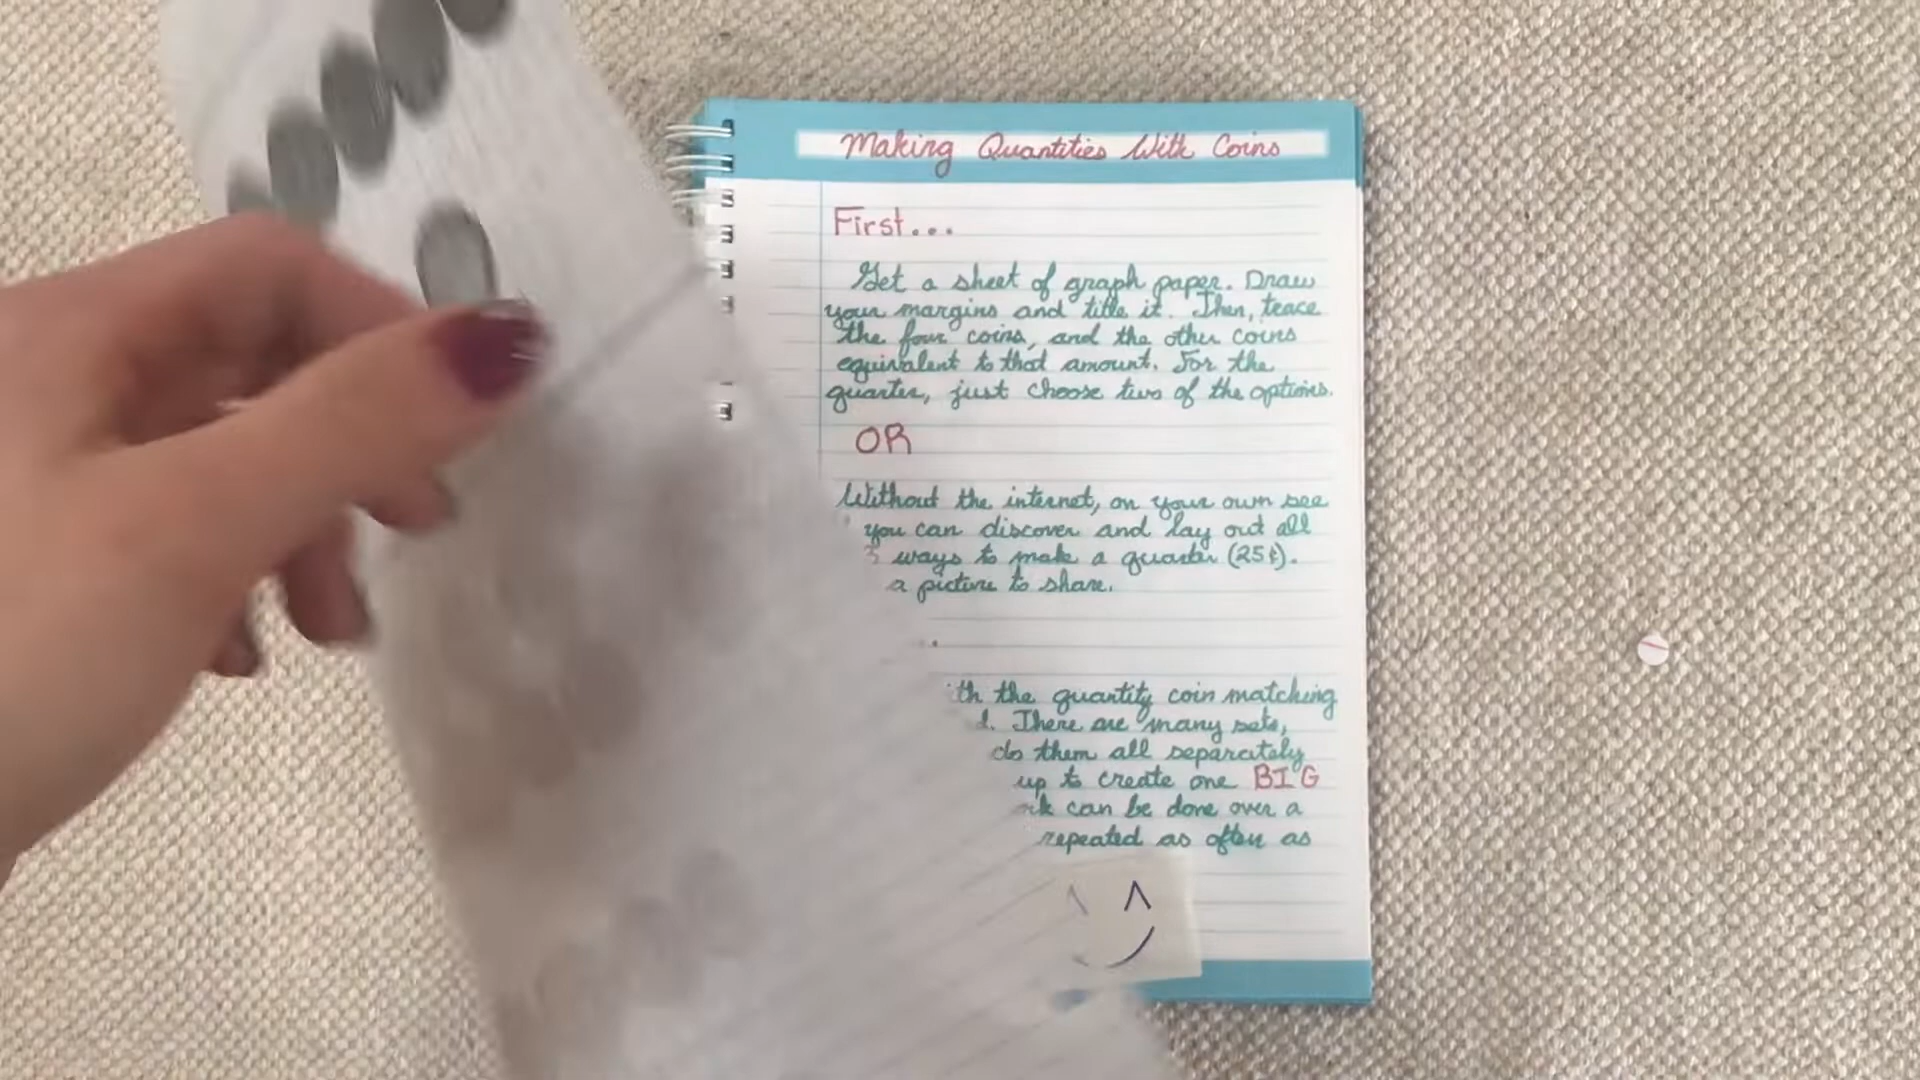 Making Quantities With Coins
First...
Get a sheet of graph paper. Draw
your margins and title it. Then, trace
the four coins, and the other coins
equivalent to that amount. For the
quarter, just choose two of the options.
OR
Without the internet, on your own see
you can discover and lay out all
ways to make a quarter (25¢).
a picture to share.
the quantity coin matching
There are many sets,
do them all separately
up to create one BIG
can be done over a
repeated as often as